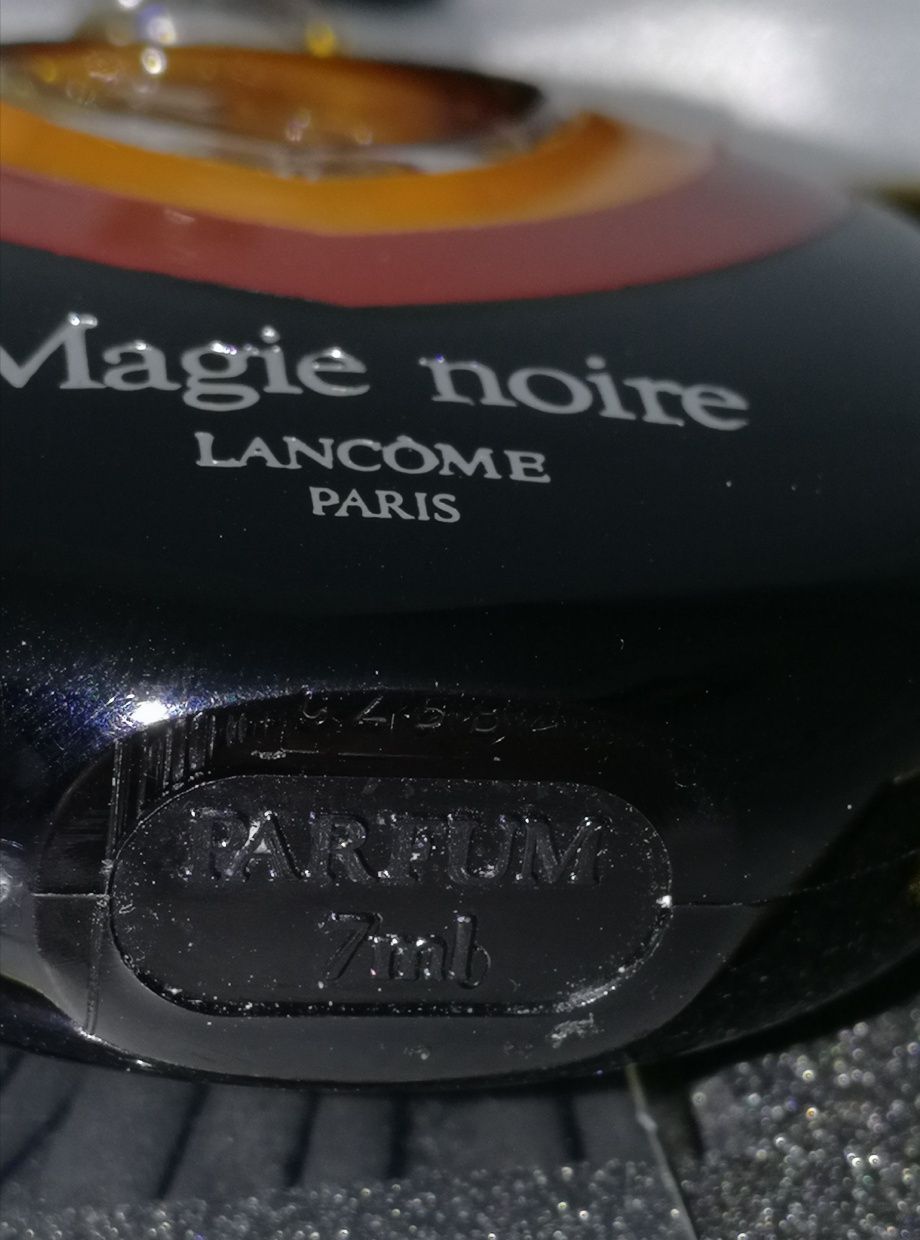 Magie noire
LANCÔME
PARIS
PARFUM
7ml